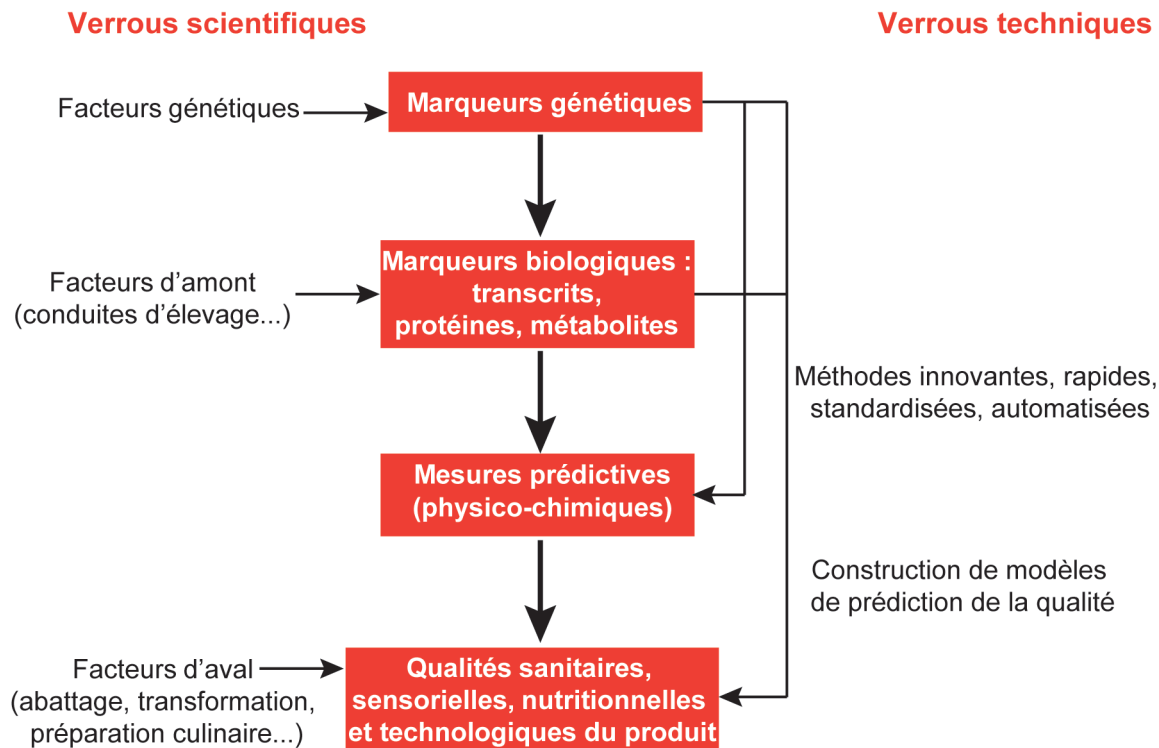 Verrous scientifiques
Verrous techniques
Facteurs génétiques
Marqueurs génétiques
Facteurs d'amont
(conduites d'élevage...)
Marqueurs biologiques :
transcrits,
protéines, métabolites
Méthodes innovantes, rapides,
standardisées, automatisées
Mesures prédictives
(physico-chimiques)
Construction de modèles
de prédiction de la qualité
Facteurs d'aval
(abattage, transformation,
préparation culinaire...)
Qualités sanitaires,
sensorielles, nutritionnelles
et technologiques du produit